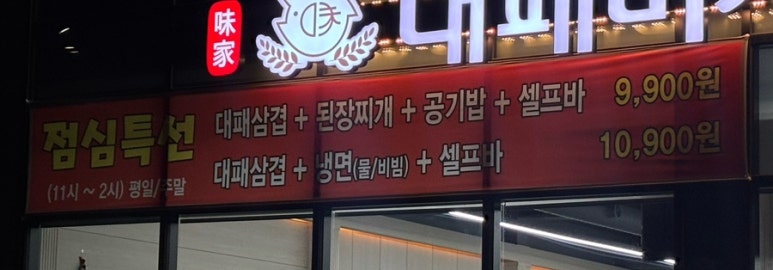 味家
대패
점심특선
(11시 ~ 2시) 평일/주말
대패삼겹 + 된장찌개 + 공기밥 + 셀프바 9,900원
대패삼겹 + 냉면(물/비빔) + 셀프바 10,900원